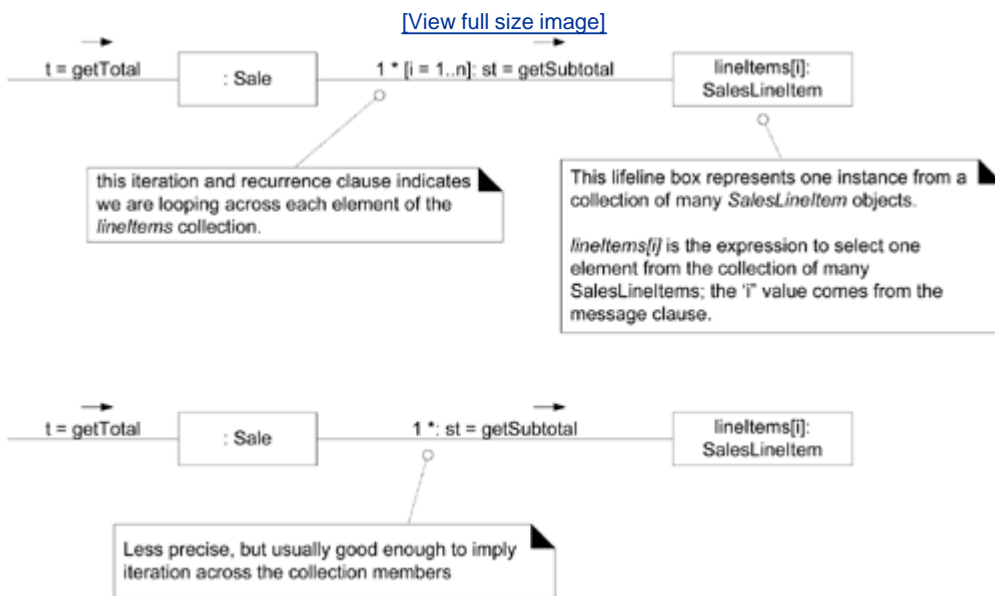 [View full size image]
t = getTotal
: Sale
1 * [i = 1..n]: st = getSubtotal
lineItems[i]:
SalesLineItem
this iteration and recurrence clause indicates
we are looping across each element of the
lineItems collection.
This lifeline box represents one instance from a
collection of many SalesLineItem objects.
lineItems[i] is the expression to select one
element from the collection of many
SalesLineItems; the 'i" value comes from the
message clause.
t = getTotal
: Sale
1 *: st = getSubtotal
lineItems[i]:
SalesLineItem
Less precise, but usually good enough to imply
iteration across the collection members